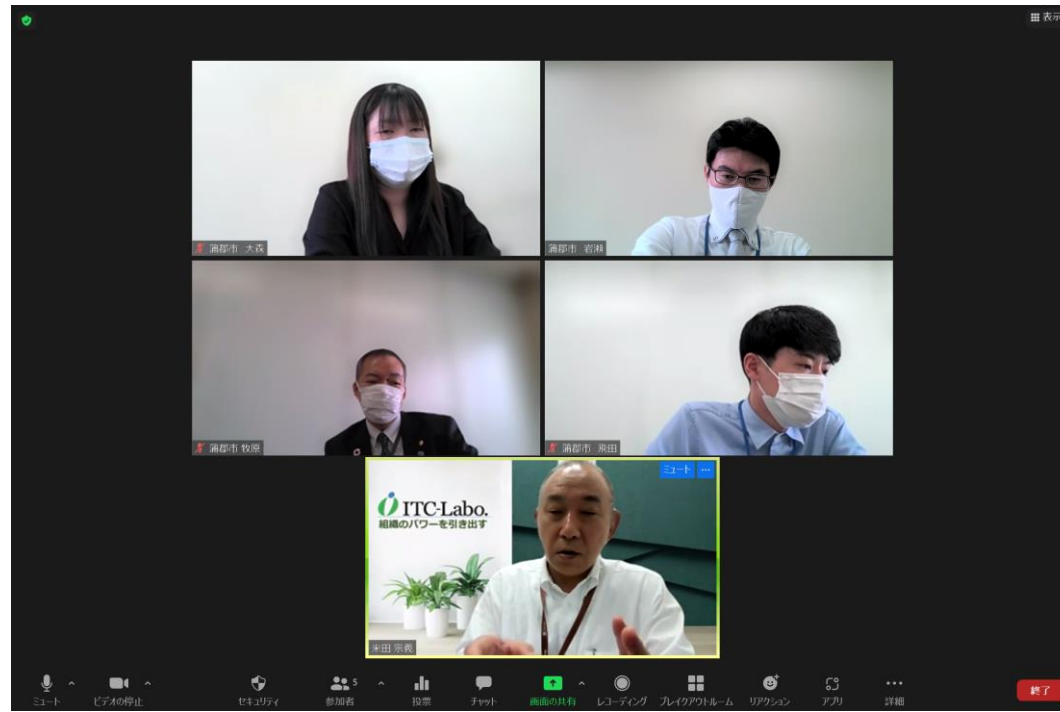 表示
蒲郡市 大森
蒲郡市 岩瀬
蒲郡市 牧原
蒲郡市 飛田
ミュート ...
ITC-Labo.
組織のパワーを引き出す
米田 宗義
5
ミュート
ビデオの停止
セキュリティ
参加者
投票
チャット
画面の共有
レコーディング
ブレイクアウトルーム
リアクション
アプリ
詳細
終了